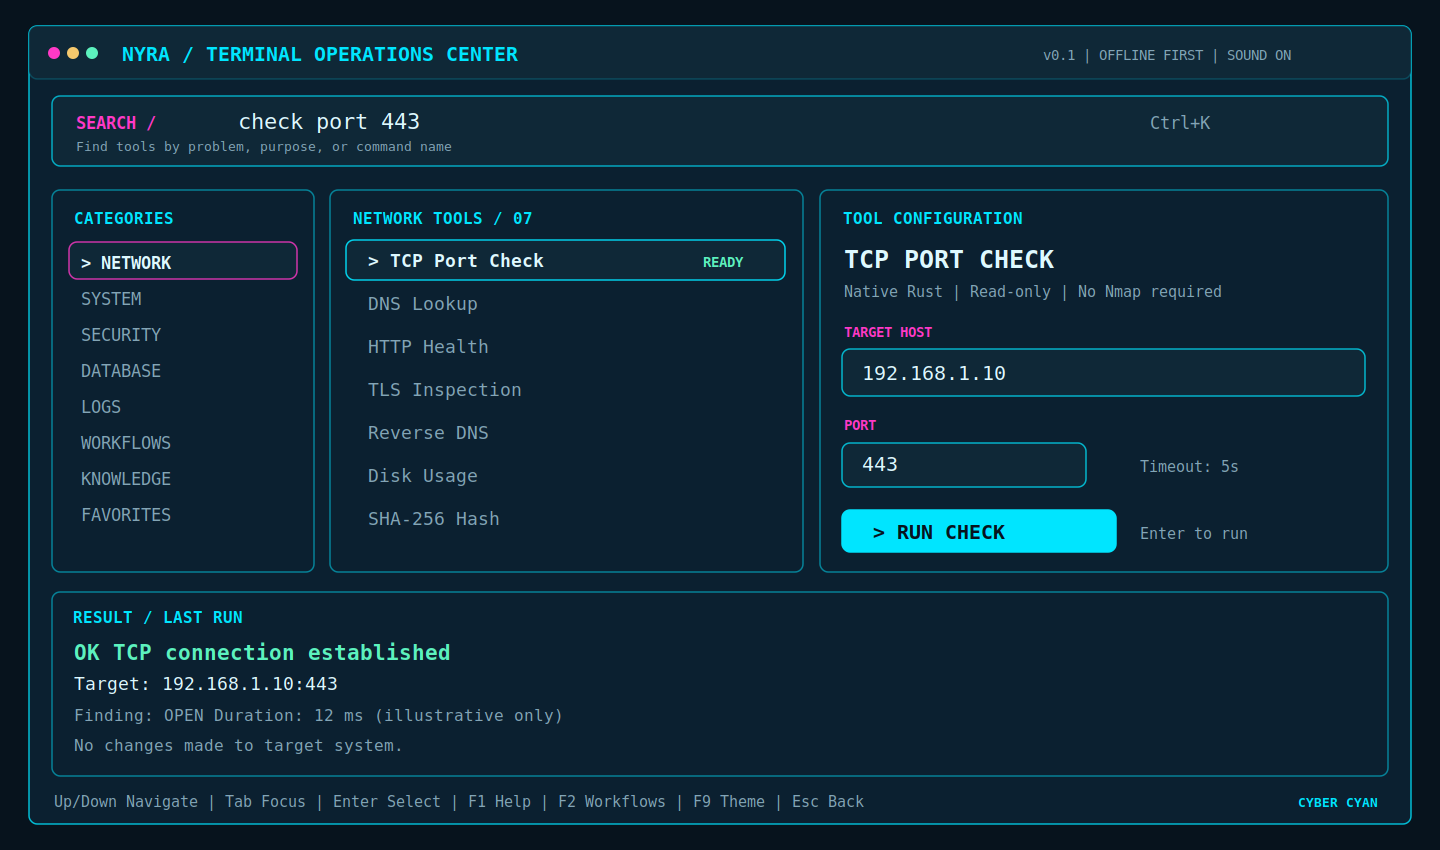 NYRA / TERMINAL OPERATIONS CENTER
v0.1 | OFFLINE FIRST | SOUND ON
SEARCH / check port 443
Ctrl+K
Find tools by problem, purpose, or command name
CATEGORIES
> NETWORK
SYSTEM
SECURITY
DATABASE
LOGS
WORKFLOWS
KNOWLEDGE
FAVORITES
NETWORK TOOLS / 07
> TCP Port Check READY
DNS Lookup
HTTP Health
TLS Inspection
Reverse DNS
Disk Usage
SHA-256 Hash
TOOL CONFIGURATION
TCP PORT CHECK
Native Rust | Read-only | No Nmap required
TARGET HOST
192.168.1.10
PORT
443
Timeout: 5s
> RUN CHECK
Enter to run
RESULT / LAST RUN
OK TCP connection established
Target: 192.168.1.10:443
Finding: OPEN Duration: 12 ms (illustrative only)
No changes made to target system.
Up/Down Navigate | Tab Focus | Enter Select | F1 Help | F2 Workflows | F9 Theme | Esc Back
CYBER CYAN